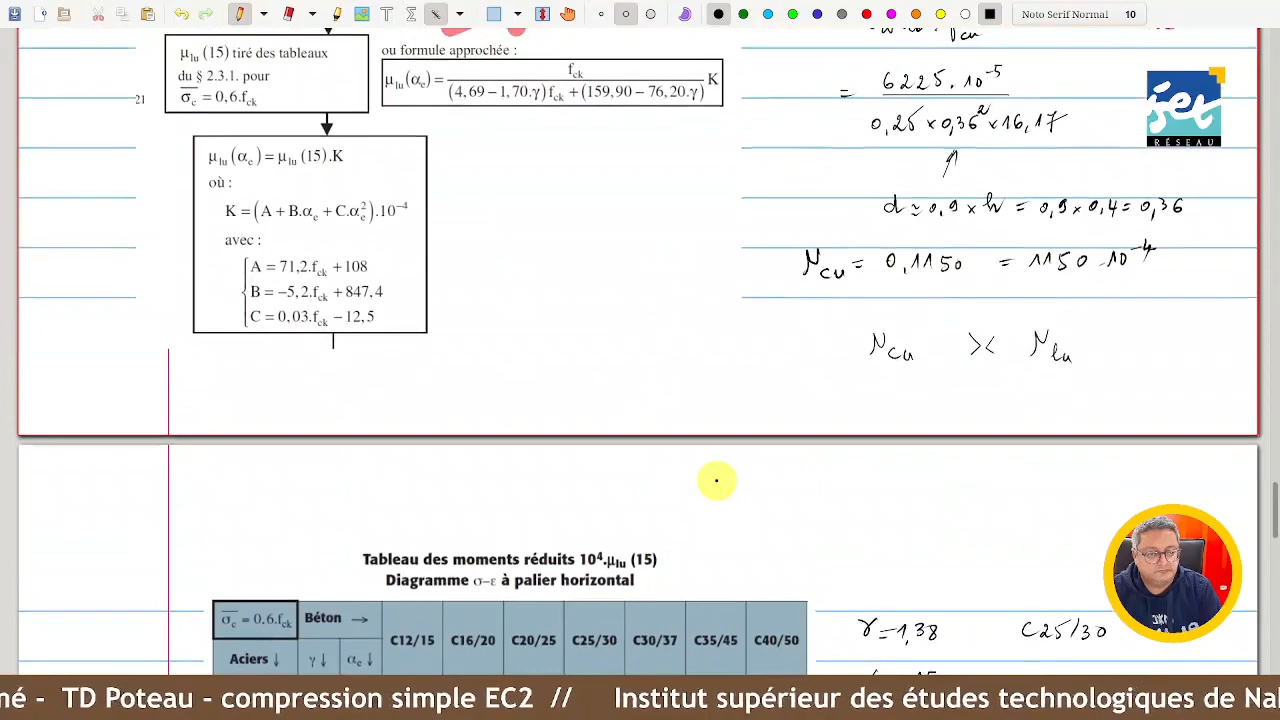 Noto Serif Normal 10
μlu (15) tiré des tableaux
du § 2.3.1. pour
σc = 0,6.fck
21
ou formule approchée :
μlu(αe) = fck / ((4,69 − 1,70.γ) fck + (159,90 − 76,20.γ)) K
μlu(αe) = μlu(15).K
où :
K = (A + B.αe + C.αe²).10⁻⁴
avec :
A = 71,2.fck + 108
B = −5,2.fck + 847,4
C = 0,03.fck − 12,5
= 6225.10⁻⁵
0,25 × 0,36² × 16,17
d ≃ 0,9 × h = 0,9 × 0,4 = 0,36
μcu = 0,1150 = 1150.10⁻⁴
μcu >< μlu
set
RÉSEAU
Tableau des moments réduits 10⁴.μlu (15)
Diagramme σ–ε à palier horizontal
σc = 0.6.fck Béton → C12/15 C16/20 C20/25 C25/30 C30/37 C35/45 C40/50
Aciers ↓ γ ↓ αe ↓
γ = 1,38 C25/30
né - TD Poteau - compression simple EC2 // Institut supérieur des études technologiques de Na